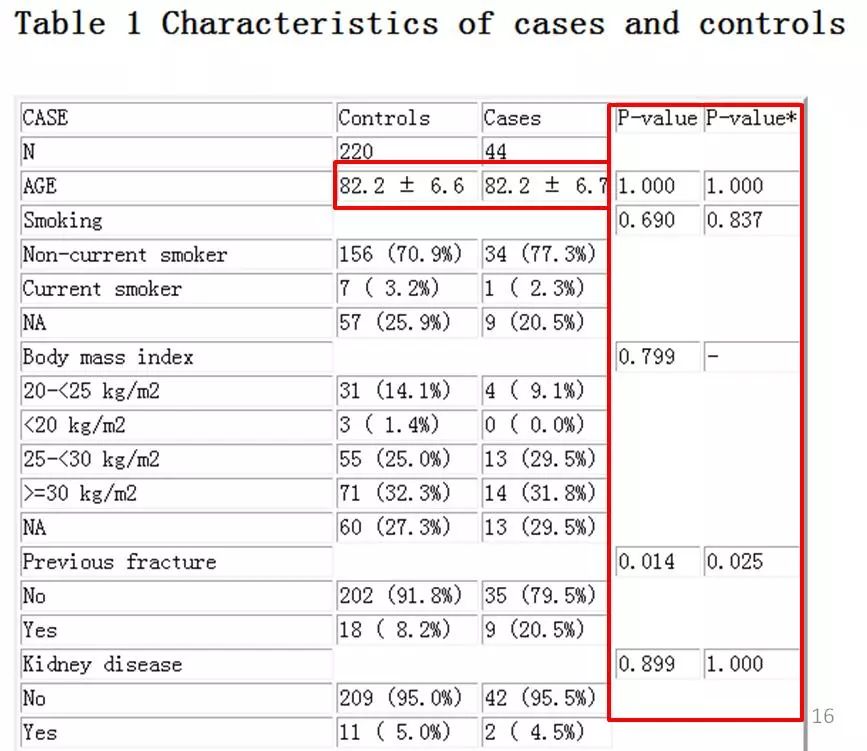 Table 1 Characteristics of cases and controls
CASE Controls Cases P-value P-value*
N 220 44
AGE 82.2 ± 6.6 82.2 ± 6.7 1.000 1.000
Smoking 0.690 0.837
Non-current smoker 156 (70.9%) 34 (77.3%)
Current smoker 7 ( 3.2%) 1 ( 2.3%)
NA 57 (25.9%) 9 (20.5%)
Body mass index 0.799 -
20-<25 kg/m2 31 (14.1%) 4 ( 9.1%)
<20 kg/m2 3 ( 1.4%) 0 ( 0.0%)
25-<30 kg/m2 55 (25.0%) 13 (29.5%)
>=30 kg/m2 71 (32.3%) 14 (31.8%)
NA 60 (27.3%) 13 (29.5%)
Previous fracture 0.014 0.025
No 202 (91.8%) 35 (79.5%)
Yes 18 ( 8.2%) 9 (20.5%)
Kidney disease 0.899 1.000
No 209 (95.0%) 42 (95.5%)
Yes 11 ( 5.0%) 2 ( 4.5%)
16